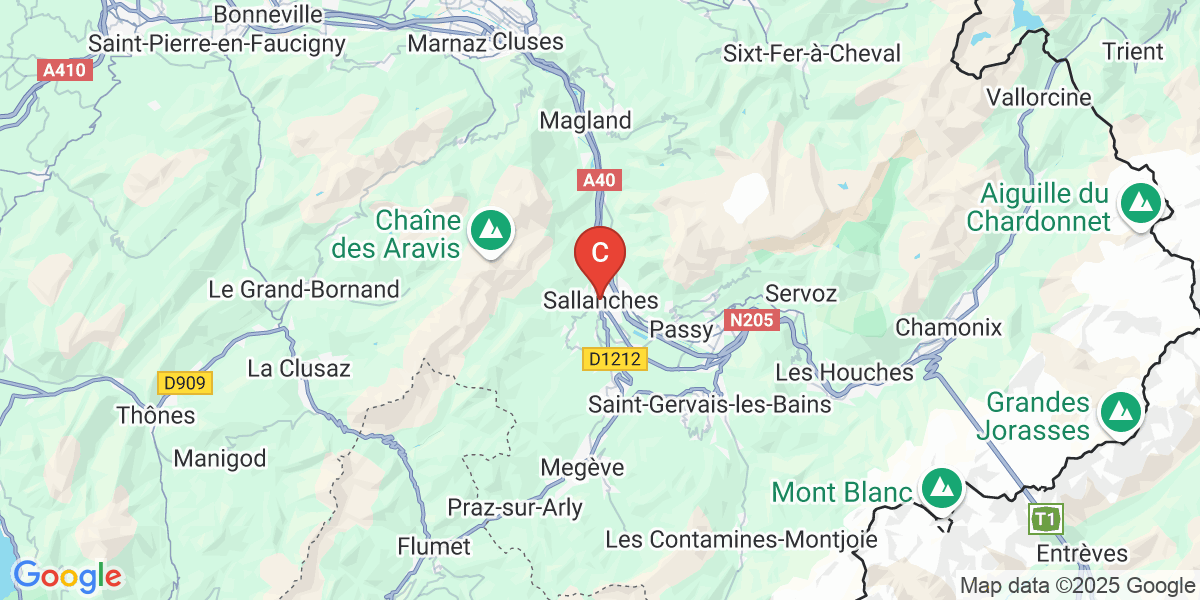 Bonneville
Saint-Pierre-en-Faucigny
Marnaz
Cluses
Sixt-Fer-à-Cheval
Trient
A410
Vallorcine
Magland
A40
Aiguille du
Chardonnet
Chaîne
des Aravis
C
Le Grand-Bornand
Sallanches
Servoz
Passy
N205
Chamonix
D1212
La Clusaz
D909
Les Houches
Thônes
Saint-Gervais-les-Bains
Grandes
Jorasses
Manigod
Megève
Mont Blanc
Praz-sur-Arly
T1
Flumet
Les Contamines-Montjoie
Entrèves
Google
Map data ©2025 Google